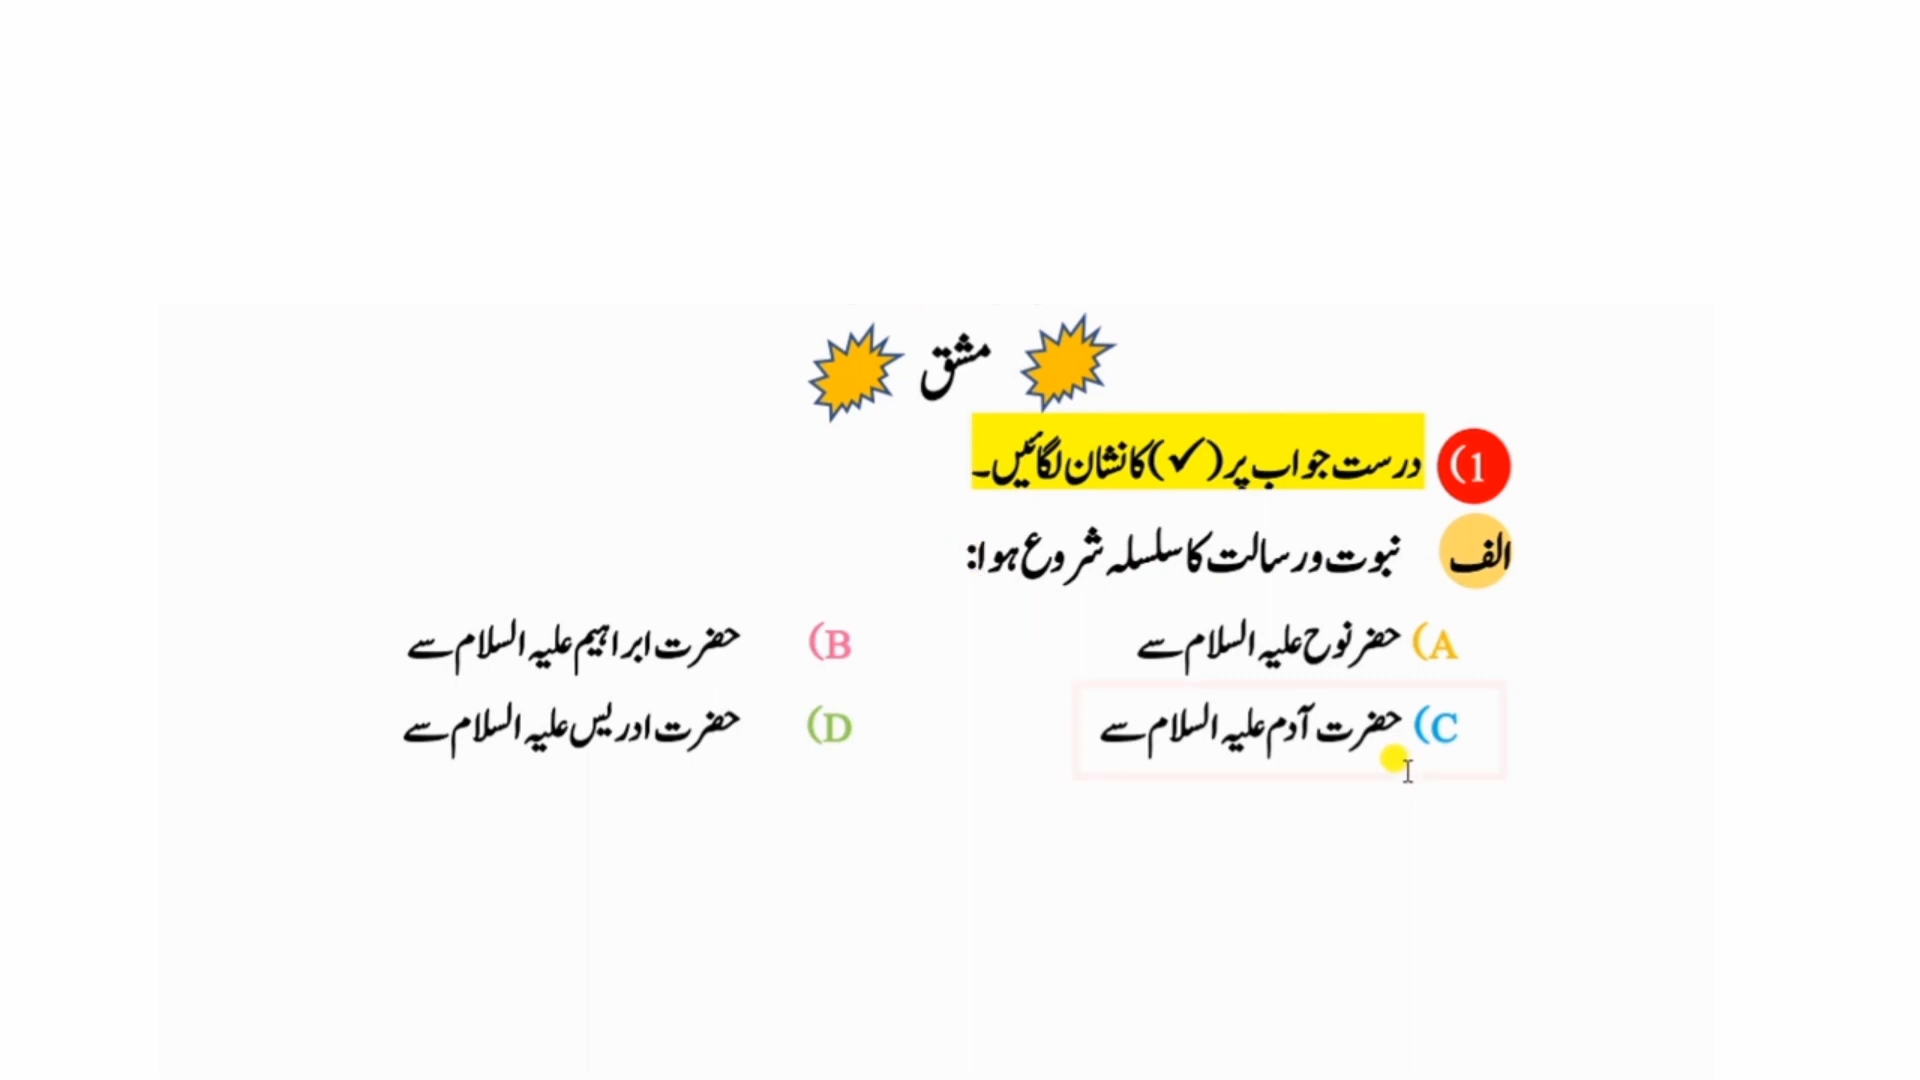 مشق
1) درست جواب پر (✓) کا نشان لگائیں۔
الف نبوت و رسالت کا سلسلہ شروع ہوا:
A) حضر نوح علیہ السلام سے B) حضرت ابراہیم علیہ السلام سے
C) حضرت آدم علیہ السلام سے D) حضرت ادریس علیہ السلام سے